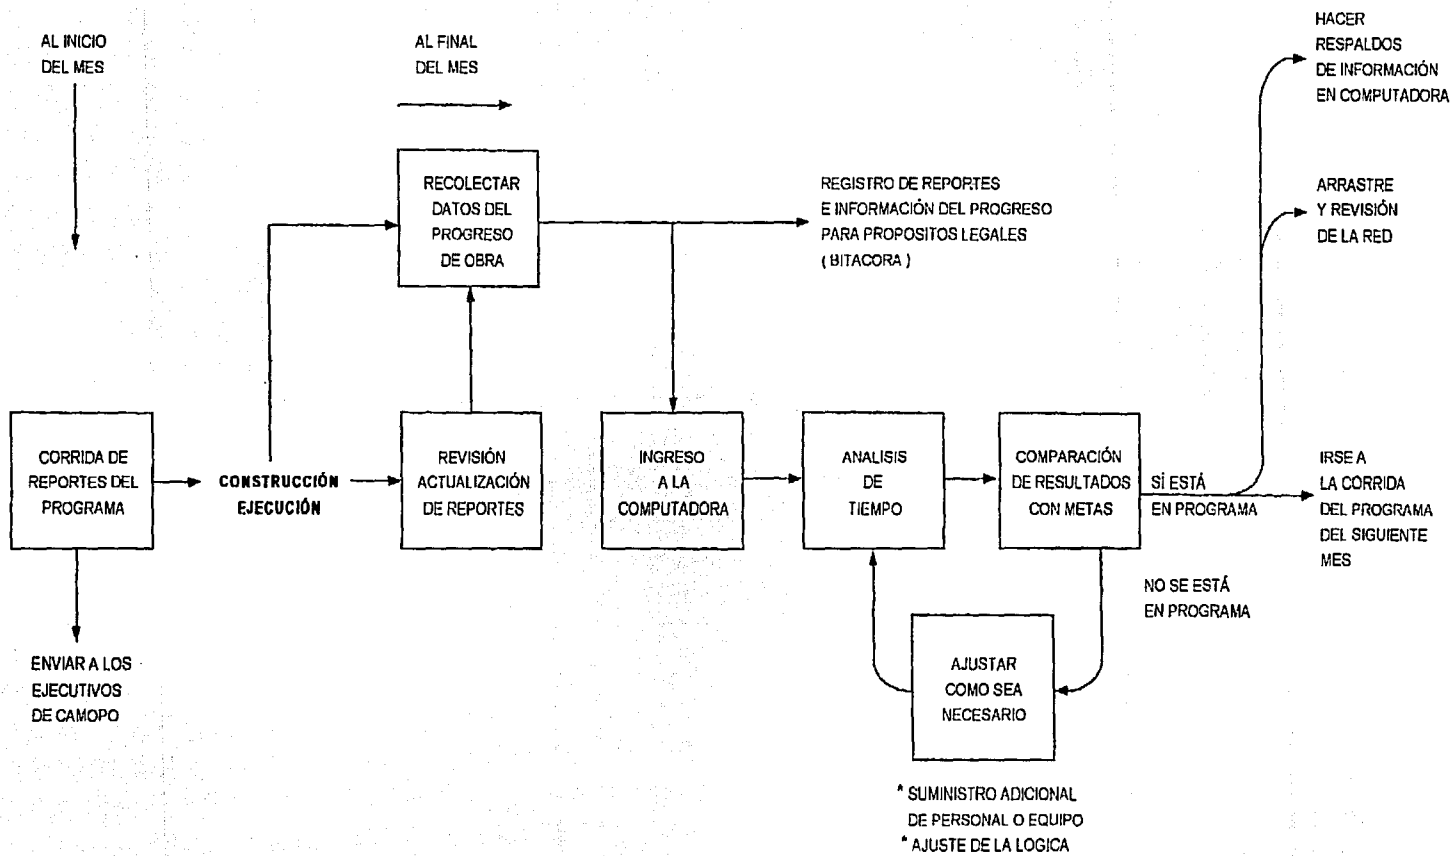 AL INICIO
DEL MES
AL FINAL
DEL MES
HACER
RESPALDOS
DE INFORMACIÓN
EN COMPUTADORA
RECOLECTAR
DATOS DEL
PROGRESO
DE OBRA
REGISTRO DE REPORTES
E INFORMACIÓN DEL PROGRESO
PARA PROPOSITOS LEGALES
( BITACORA )
ARRASTRE
Y REVISIÓN
DE LA RED
CORRIDA DE
REPORTES DEL
PROGRAMA
CONSTRUCCIÓN
EJECUCIÓN
REVISIÓN
ACTUALIZACIÓN
DE REPORTES
INGRESO
A LA
COMPUTADORA
ANALISIS
DE
TIEMPO
COMPARACIÓN
DE RESULTADOS
CON METAS
SÍ ESTÁ
EN PROGRAMA
IRSE A
LA CORRIDA
DEL PROGRAMA
DEL SIGUIENTE
MES
NO SE ESTÁ
EN PROGRAMA
ENVIAR A LOS
EJECUTIVOS
DE CAMOPO
AJUSTAR
COMO SEA
NECESARIO
* SUMINISTRO ADICIONAL
DE PERSONAL O EQUIPO
* AJUSTE DE LA LOGICA